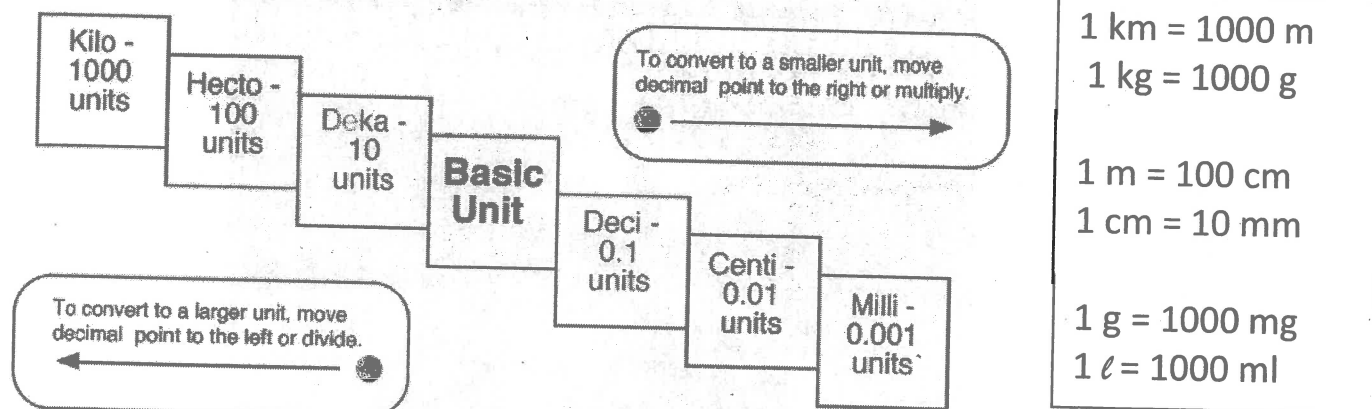 Kilo -
1000
units
Hecto -
100
units
Deka -
10
units
Basic
Unit
Deci -
0.1
units
Centi -
0.01
units
Milli -
0.001
units
To convert to a smaller unit, move
decimal point to the right or multiply.
To convert to a larger unit, move
decimal point to the left or divide.
1 km = 1000 m
1 kg = 1000 g
1 m = 100 cm
1 cm = 10 mm
1 g = 1000 mg
1 ℓ = 1000 ml